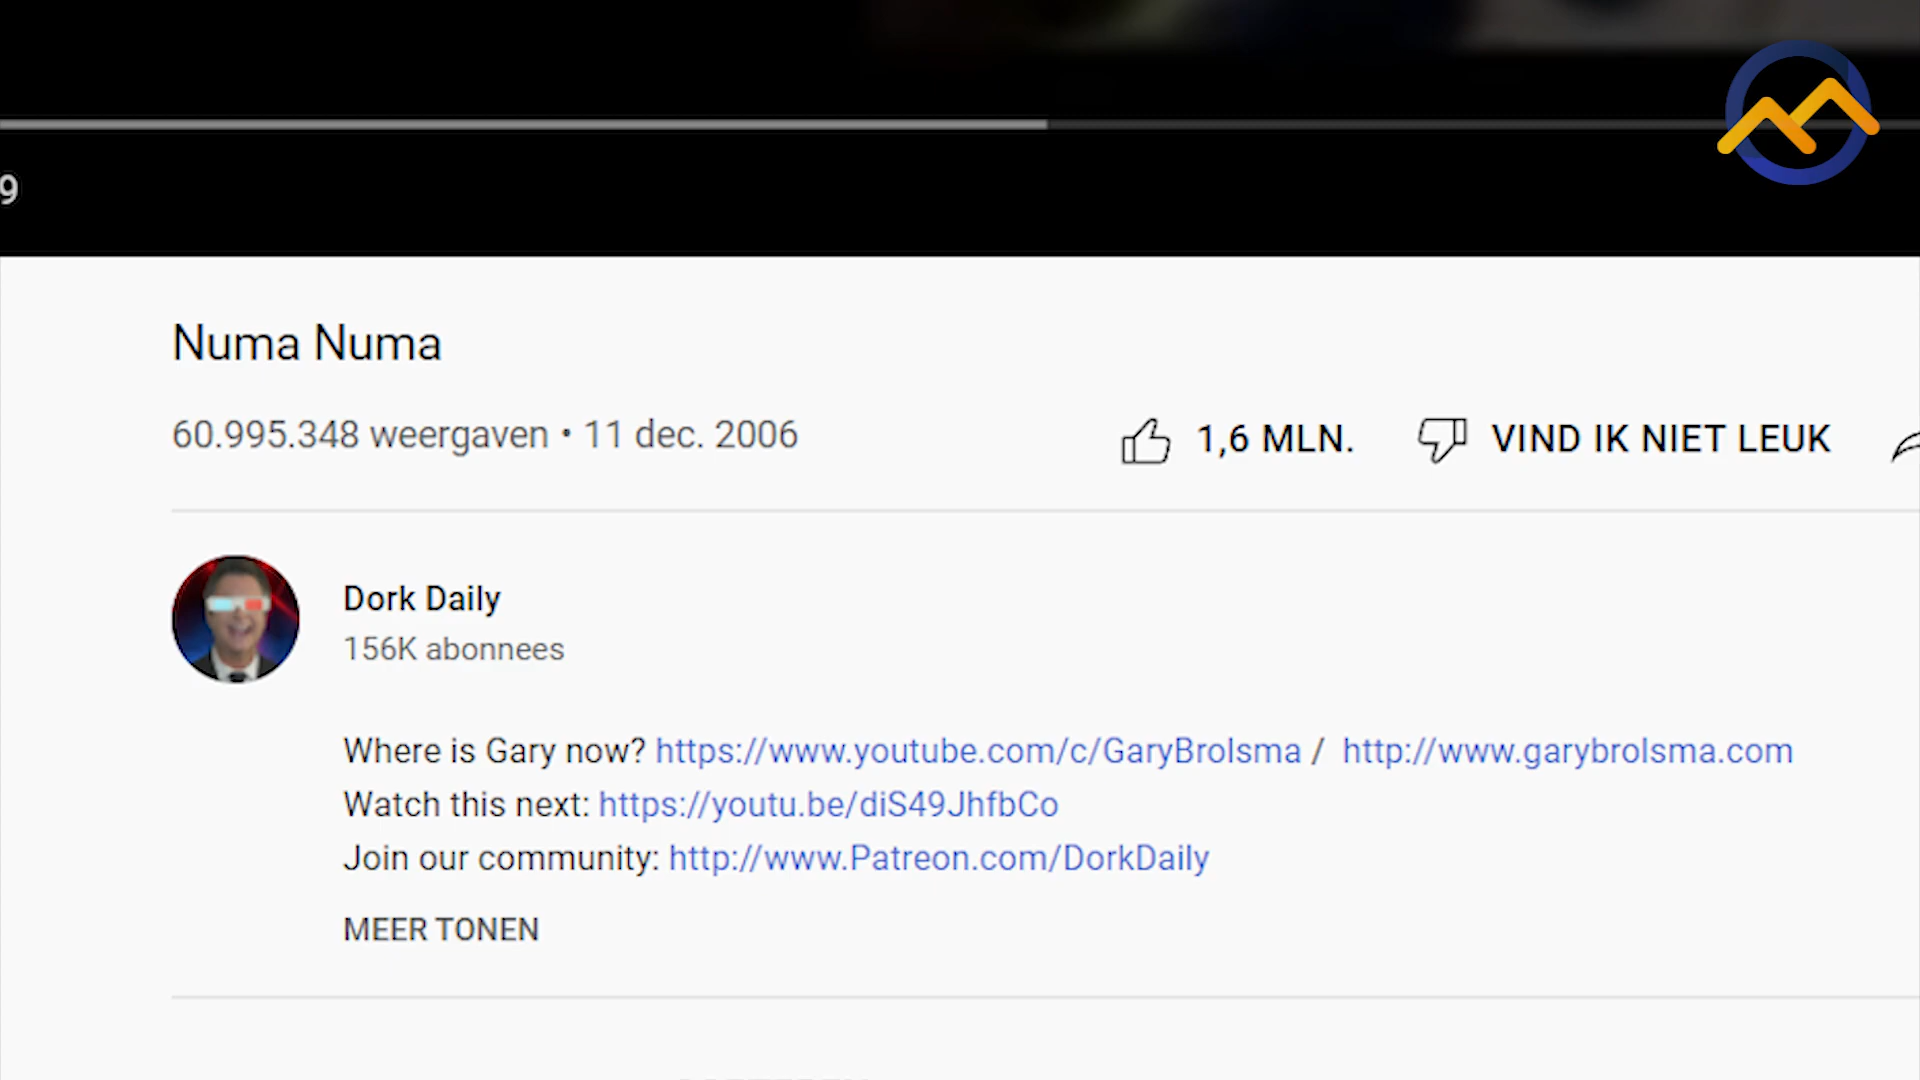 9
Numa Numa
60.995.348 weergaven • 11 dec. 2006
1,6 MLN.
VIND IK NIET LEUK
Dork Daily
156K abonnees
Where is Gary now? https://www.youtube.com/c/GaryBrolsma / http://www.garybrolsma.com
Watch this next: https://youtu.be/diS49JhfbCo
Join our community: http://www.Patreon.com/DorkDaily
MEER TONEN